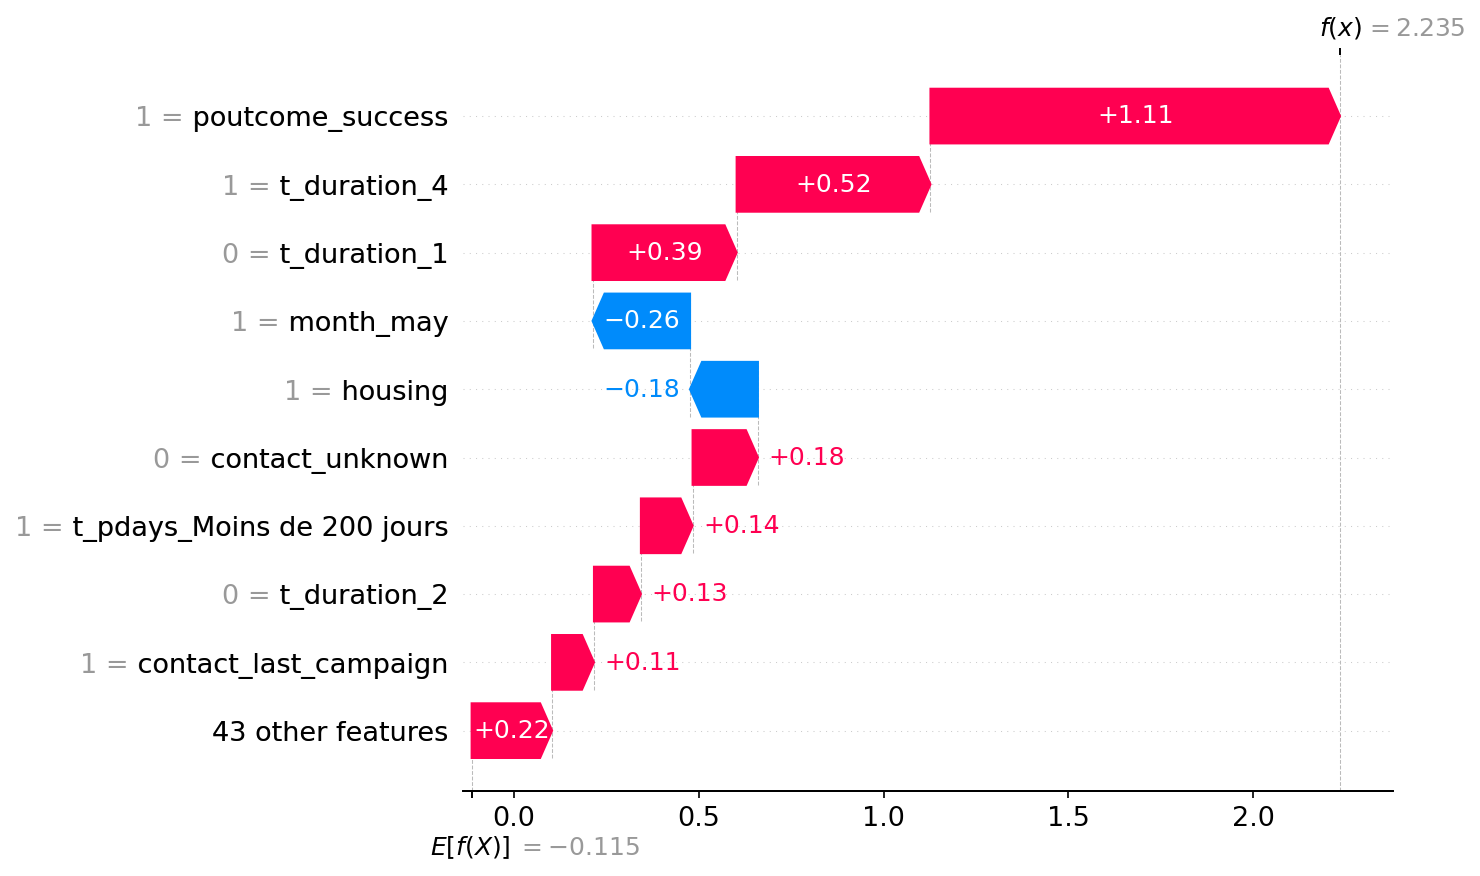 f(x) = 2.235
1 = poutcome_success +1.11
1 = t_duration_4 +0.52
0 = t_duration_1 +0.39
1 = month_may −0.26
1 = housing −0.18
0 = contact_unknown +0.18
1 = t_pdays_Moins de 200 jours +0.14
0 = t_duration_2 +0.13
1 = contact_last_campaign +0.11
43 other features +0.22
0.0 0.5 1.0 1.5 2.0
E[f(X)] = −0.115